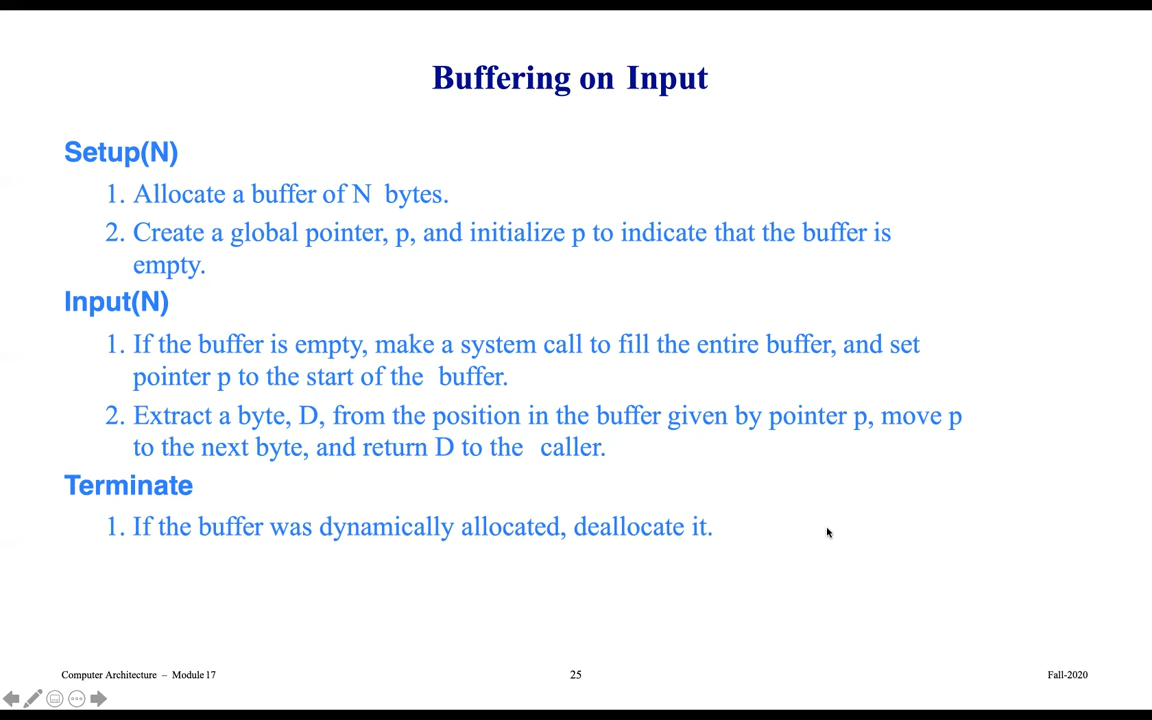 Buffering on Input
Setup(N)
1. Allocate a buffer of N bytes.
2. Create a global pointer, p, and initialize p to indicate that the buffer is
empty.
Input(N)
1. If the buffer is empty, make a system call to fill the entire buffer, and set
pointer p to the start of the buffer.
2. Extract a byte, D, from the position in the buffer given by pointer p, move p
to the next byte, and return D to the caller.
Terminate
1. If the buffer was dynamically allocated, deallocate it.
Computer Architecture – Module 17
25
Fall-2020